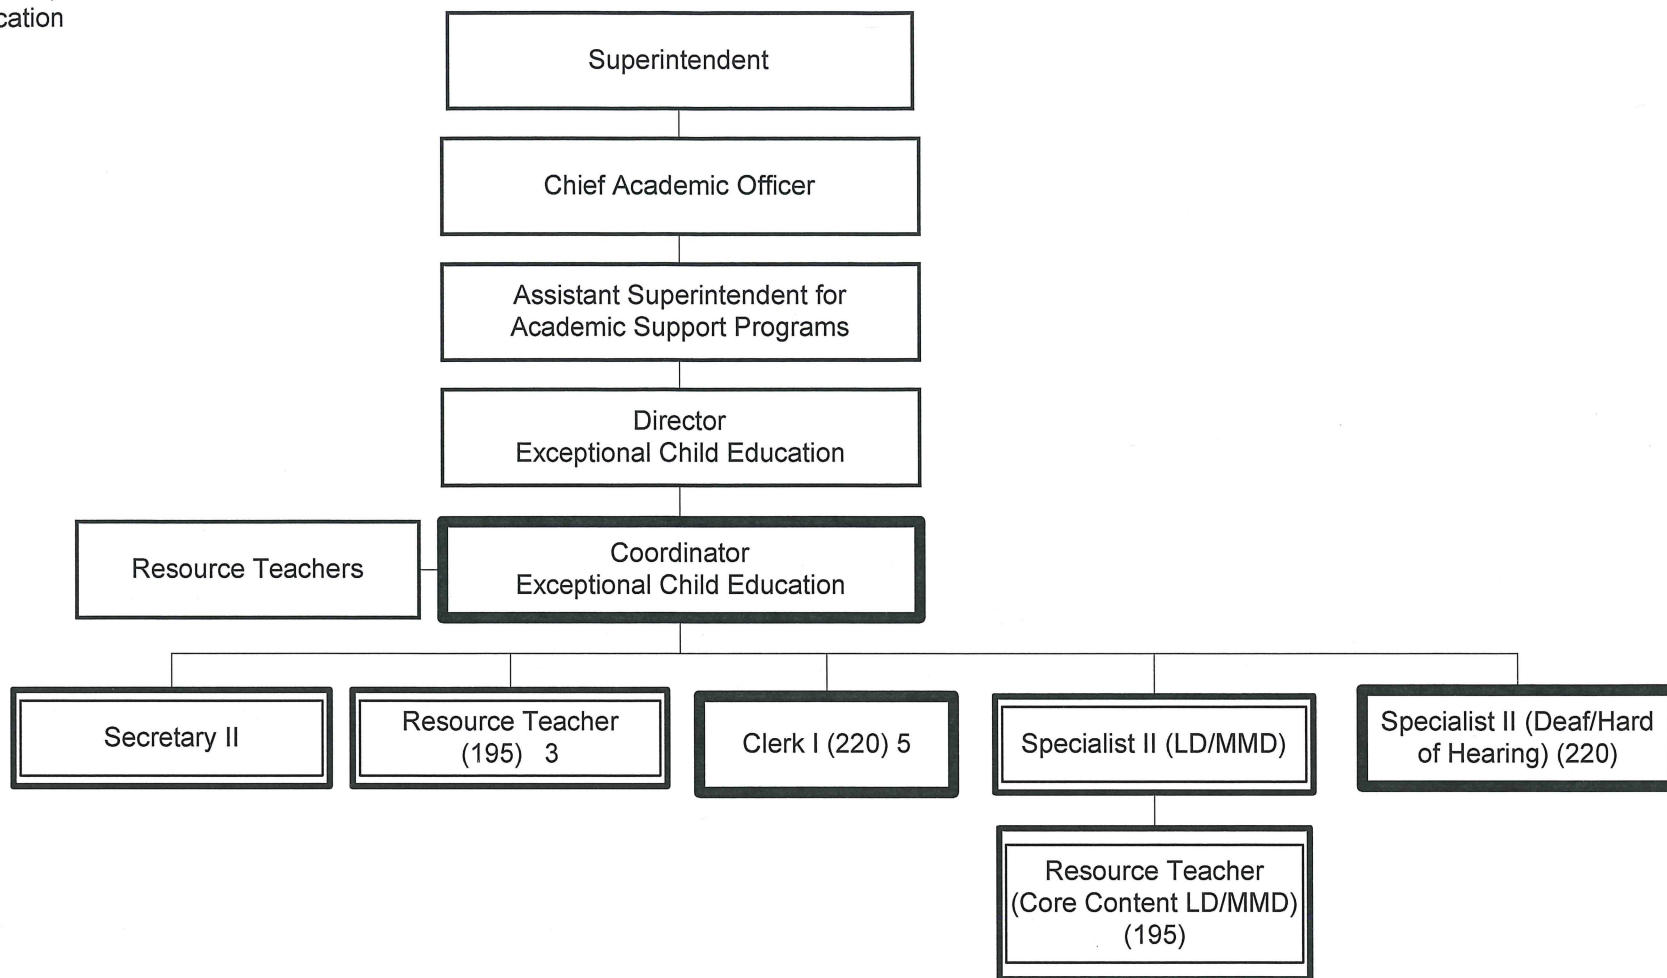 Superintendent
Chief Academic Officer
Assistant Superintendent for
Academic Support Programs
Director
Exceptional Child Education
Resource Teachers
Coordinator
Exceptional Child Education
Secretary II
Resource Teacher
(195) 3
Clerk I (220) 5
Specialist II (LD/MMD)
Specialist II (Deaf/Hard
of Hearing) (220)
Resource Teacher
(Core Content LD/MMD)
(195)